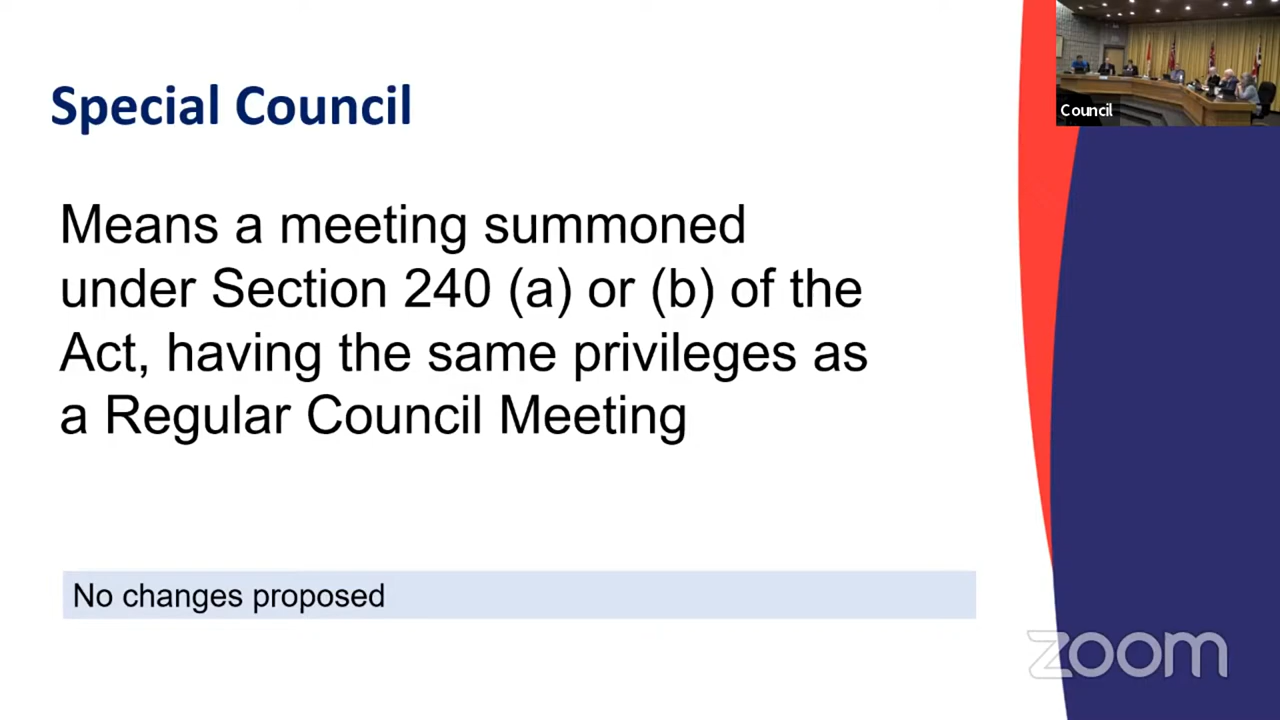 Special Council
Means a meeting summoned
under Section 240 (a) or (b) of the
Act, having the same privileges as
a Regular Council Meeting
No changes proposed
Council
zoom